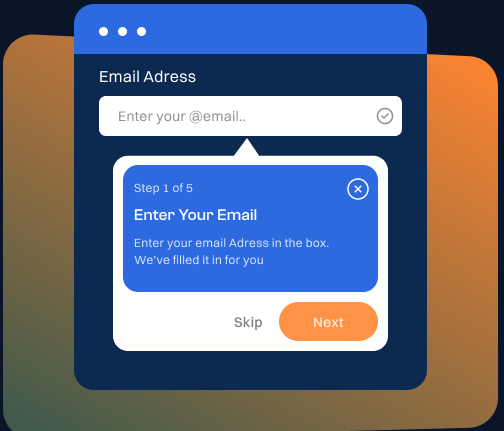 Email Adress
Enter your @email..
Step 1 of 5
Enter Your Email
Enter your email Adress in the box.
We've filled it in for you
Skip
Next